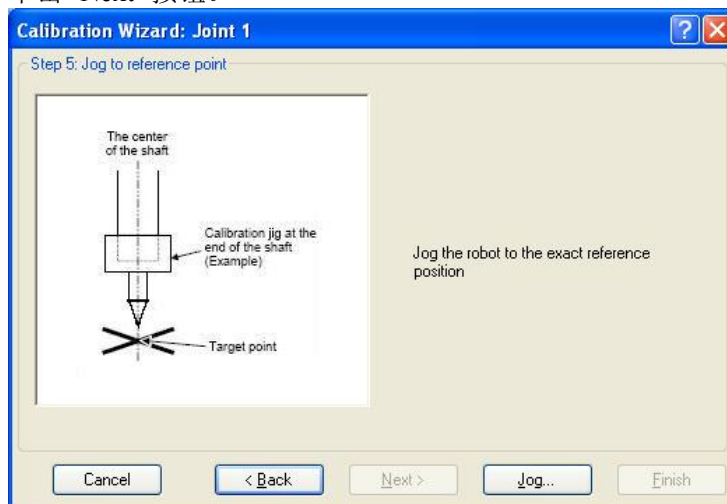 Calibration Wizard: Joint 1
Step 5: Jog to reference point
The center
of the shaft
Calibration jig at the
end of the shaft
(Example)
Target point
Jog the robot to the exact reference
position
Cancel
< Back
Next >
Jog...
Finish